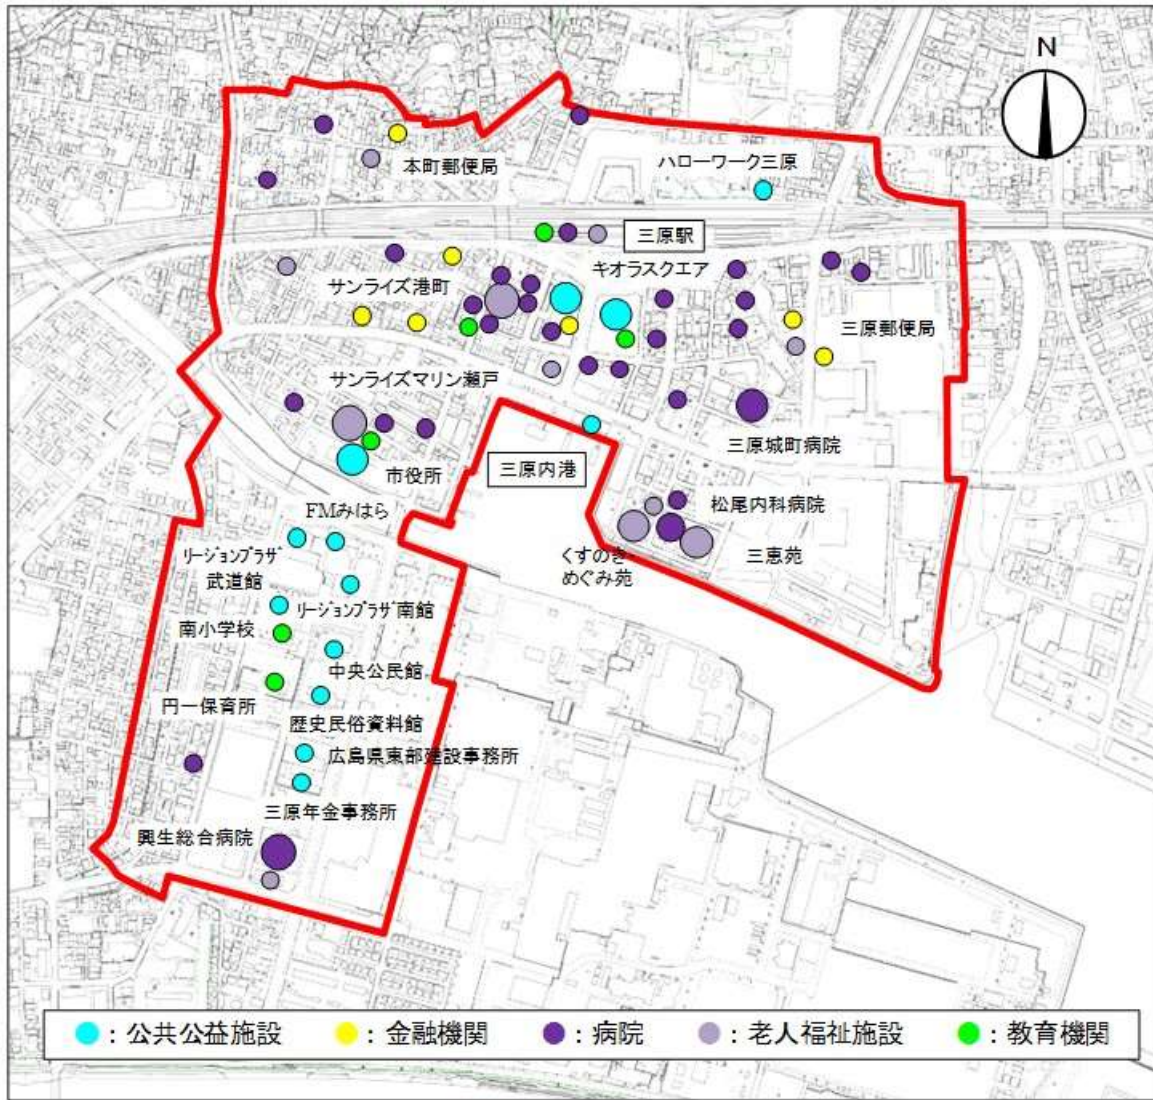 N
本町郵便局
ハローワーク三原
三原駅
キオラスクエア
サンライズ港町
三原郵便局
サンライズマリン瀬戸
三原城町病院
三原内港
市役所
松尾内科病院
FMみはら
くすのき・
めぐみ苑
三恵苑
リージョンプラザ
武道館
リージョンプラザ南館
南小学校
中央公民館
円一保育所
歴史民俗資料館
広島県東部建設事務所
三原年金事務所
興生総合病院
：公共公益施設 ：金融機関 ：病院 ：老人福祉施設 ：教育機関